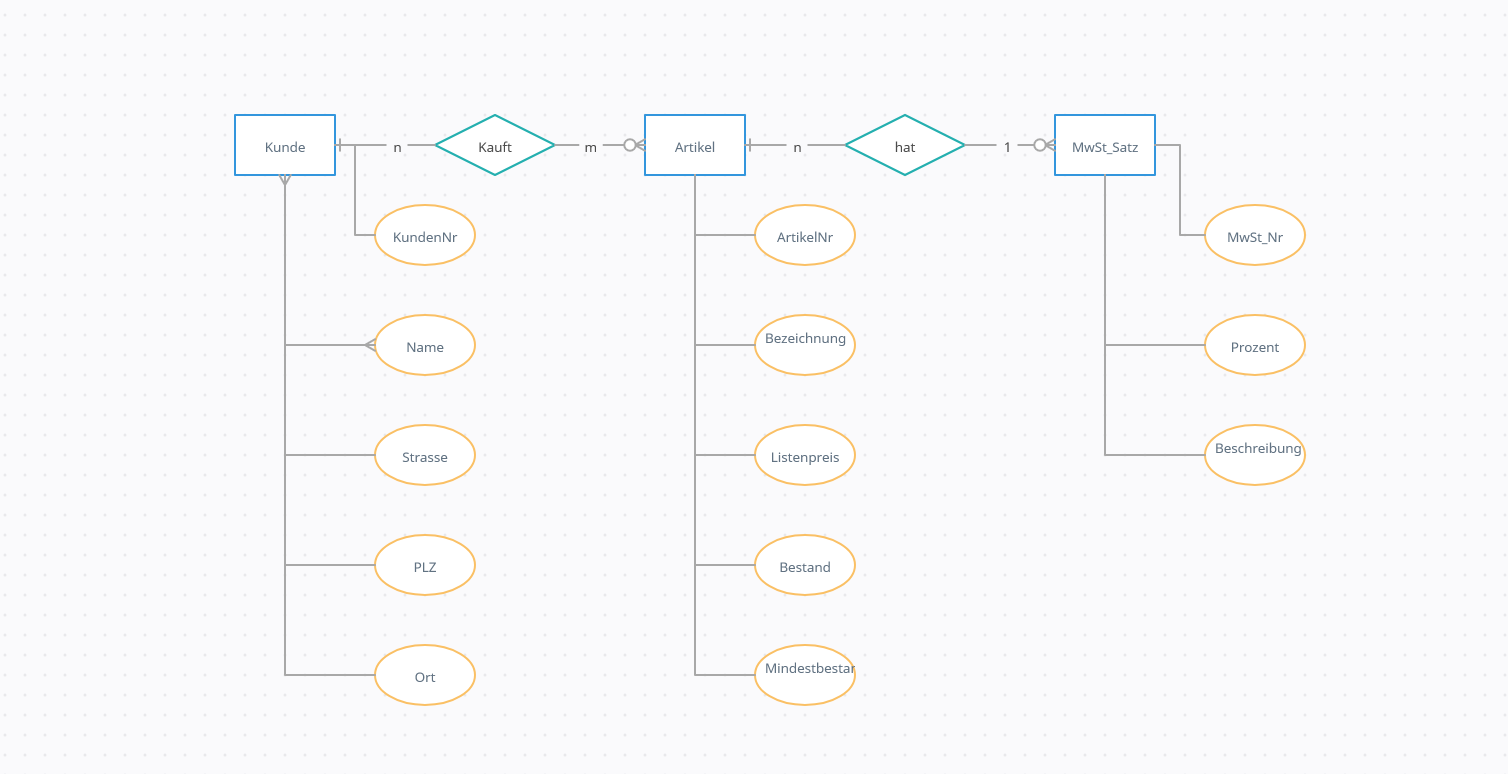 Kunde
n
Kauft
m
Artikel
n
hat
1
MwSt_Satz
KundenNr
ArtikelNr
MwSt_Nr
Name
Bezeichnung
Prozent
Strasse
Listenpreis
Beschreibung
PLZ
Bestand
Ort
Mindestbestar